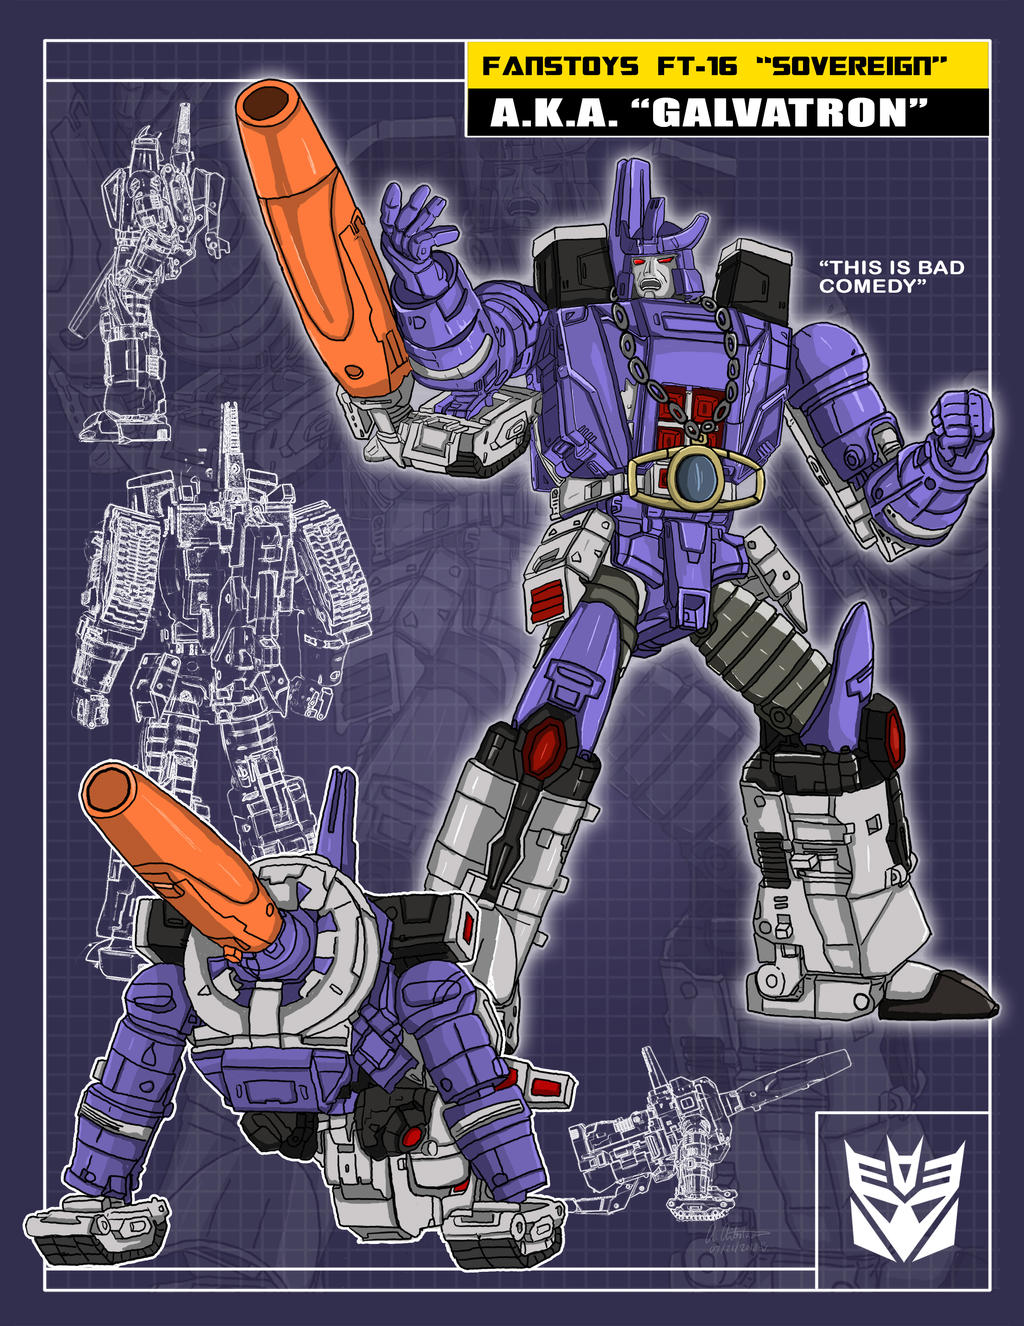 FANSTOYS FT-16 “SOVEREIGN”
A.K.A. “GALVATRON”
“THIS IS BAD
COMEDY”